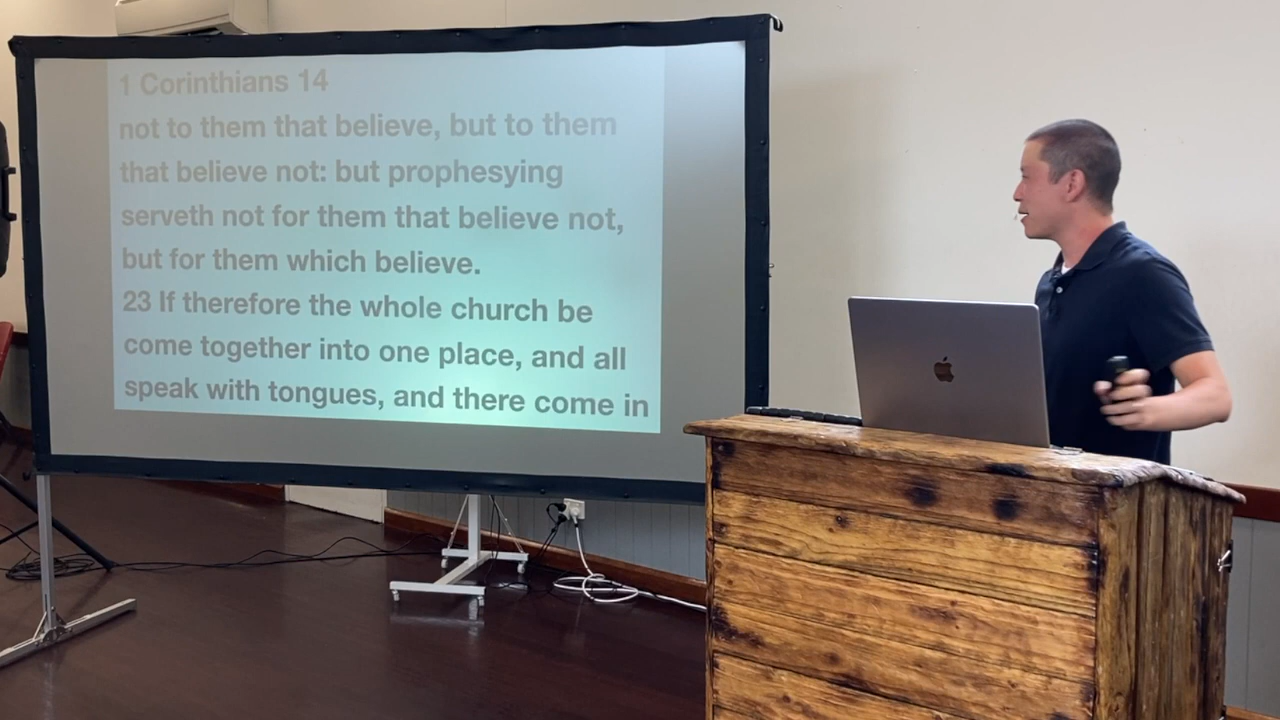 1 Corinthians 14
not to them that believe, but to them
that believe not: but prophesying
serveth not for them that believe not,
but for them which believe.
23 If therefore the whole church be
come together into one place, and all
speak with tongues, and there come in